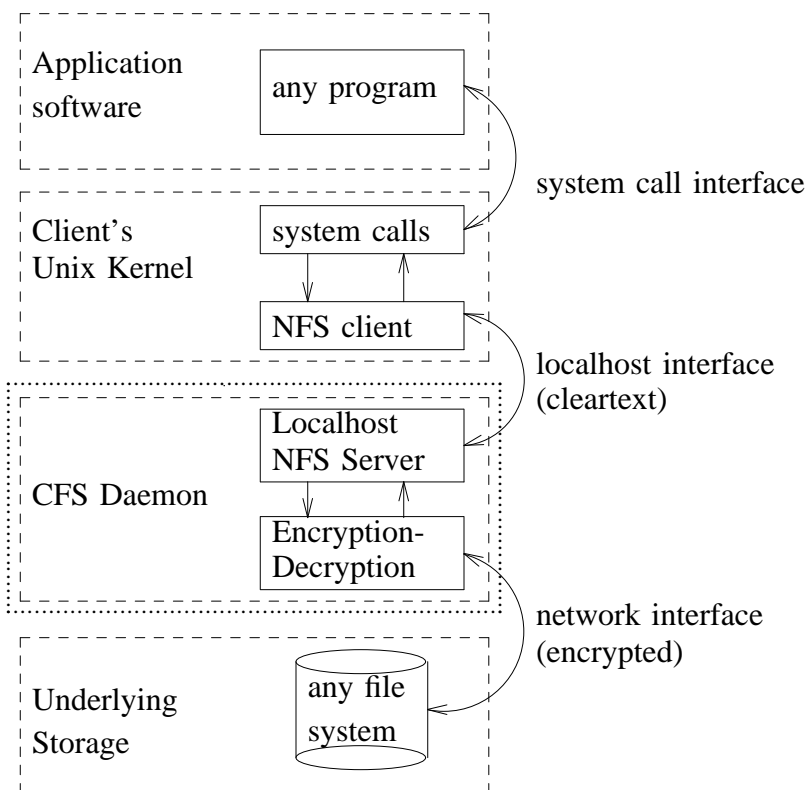 Application
software
any program
system call interface
Client's
Unix Kernel
system calls
NFS client
localhost interface
(cleartext)
CFS Daemon
Localhost
NFS Server
Encryption-
Decryption
network interface
(encrypted)
Underlying
Storage
any file
system